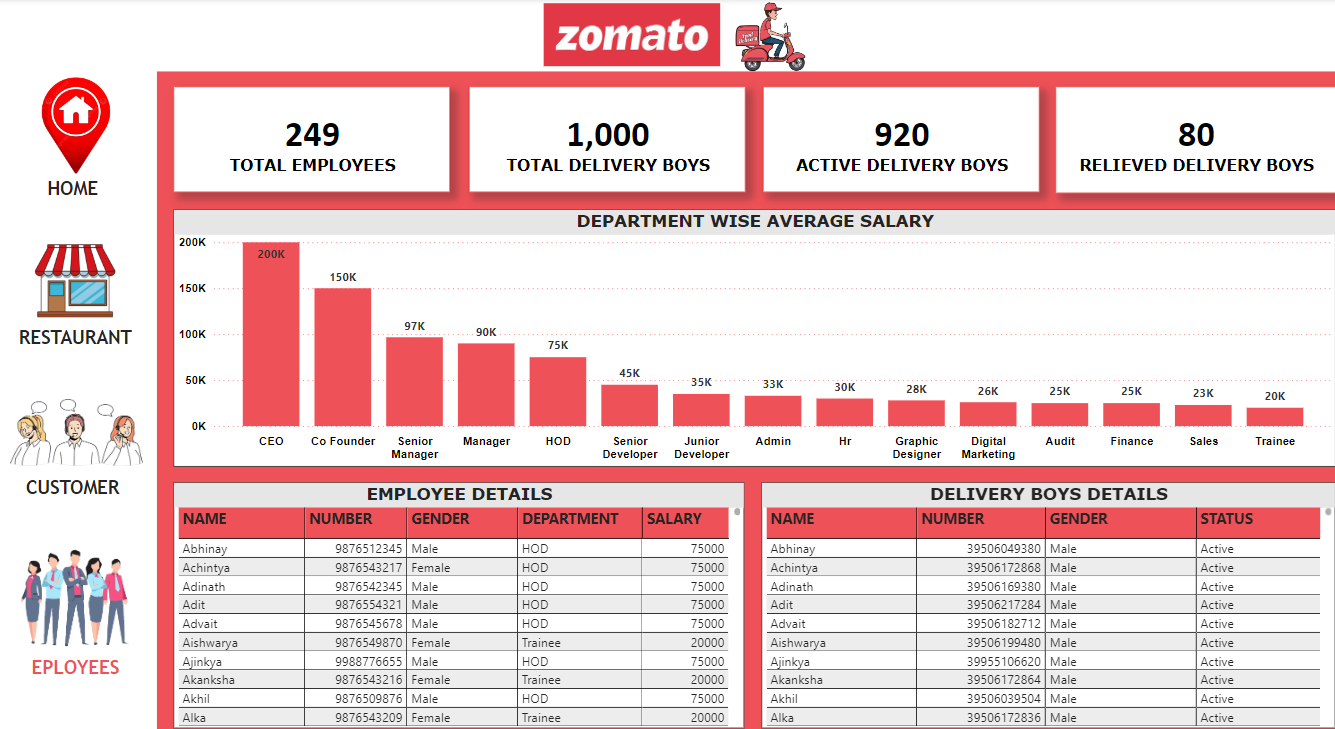 zomato
HOME
RESTAURANT
CUSTOMER
EPLOYEES
249
TOTAL EMPLOYEES
1,000
TOTAL DELIVERY BOYS
920
ACTIVE DELIVERY BOYS
80
RELIEVED DELIVERY BOYS
DEPARTMENT WISE AVERAGE SALARY
200K
150K
100K
50K
0K
200K
150K
97K
90K
75K
45K
35K
33K
30K
28K
26K
25K
25K
23K
20K
CEO
Co Founder
Senior
Manager
Manager
HOD
Senior
Developer
Junior
Developer
Admin
Hr
Graphic
Designer
Digital
Marketing
Audit
Finance
Sales
Trainee
EMPLOYEE DETAILS
NAME NUMBER GENDER DEPARTMENT SALARY
Abhinay 9876512345 Male HOD 75000
Achintya 9876543217 Female HOD 75000
Adinath 9876542345 Male HOD 75000
Adit 9876554321 Male HOD 75000
Advait 9876545678 Male HOD 75000
Aishwarya 9876549870 Female Trainee 20000
Ajinkya 9988776655 Male HOD 75000
Akanksha 9876543216 Female Trainee 20000
Akhil 9876509876 Male HOD 75000
Alka 9876543209 Female Trainee 20000
DELIVERY BOYS DETAILS
NAME NUMBER GENDER STATUS
Abhinay 39506049380 Male Active
Achintya 39506172868 Male Active
Adinath 39506169380 Male Active
Adit 39506217284 Male Active
Advait 39506182712 Male Active
Aishwarya 39506199480 Male Active
Ajinkya 39955106620 Male Active
Akanksha 39506172864 Male Active
Akhil 39506039504 Male Active
Alka 39506172836 Male Active